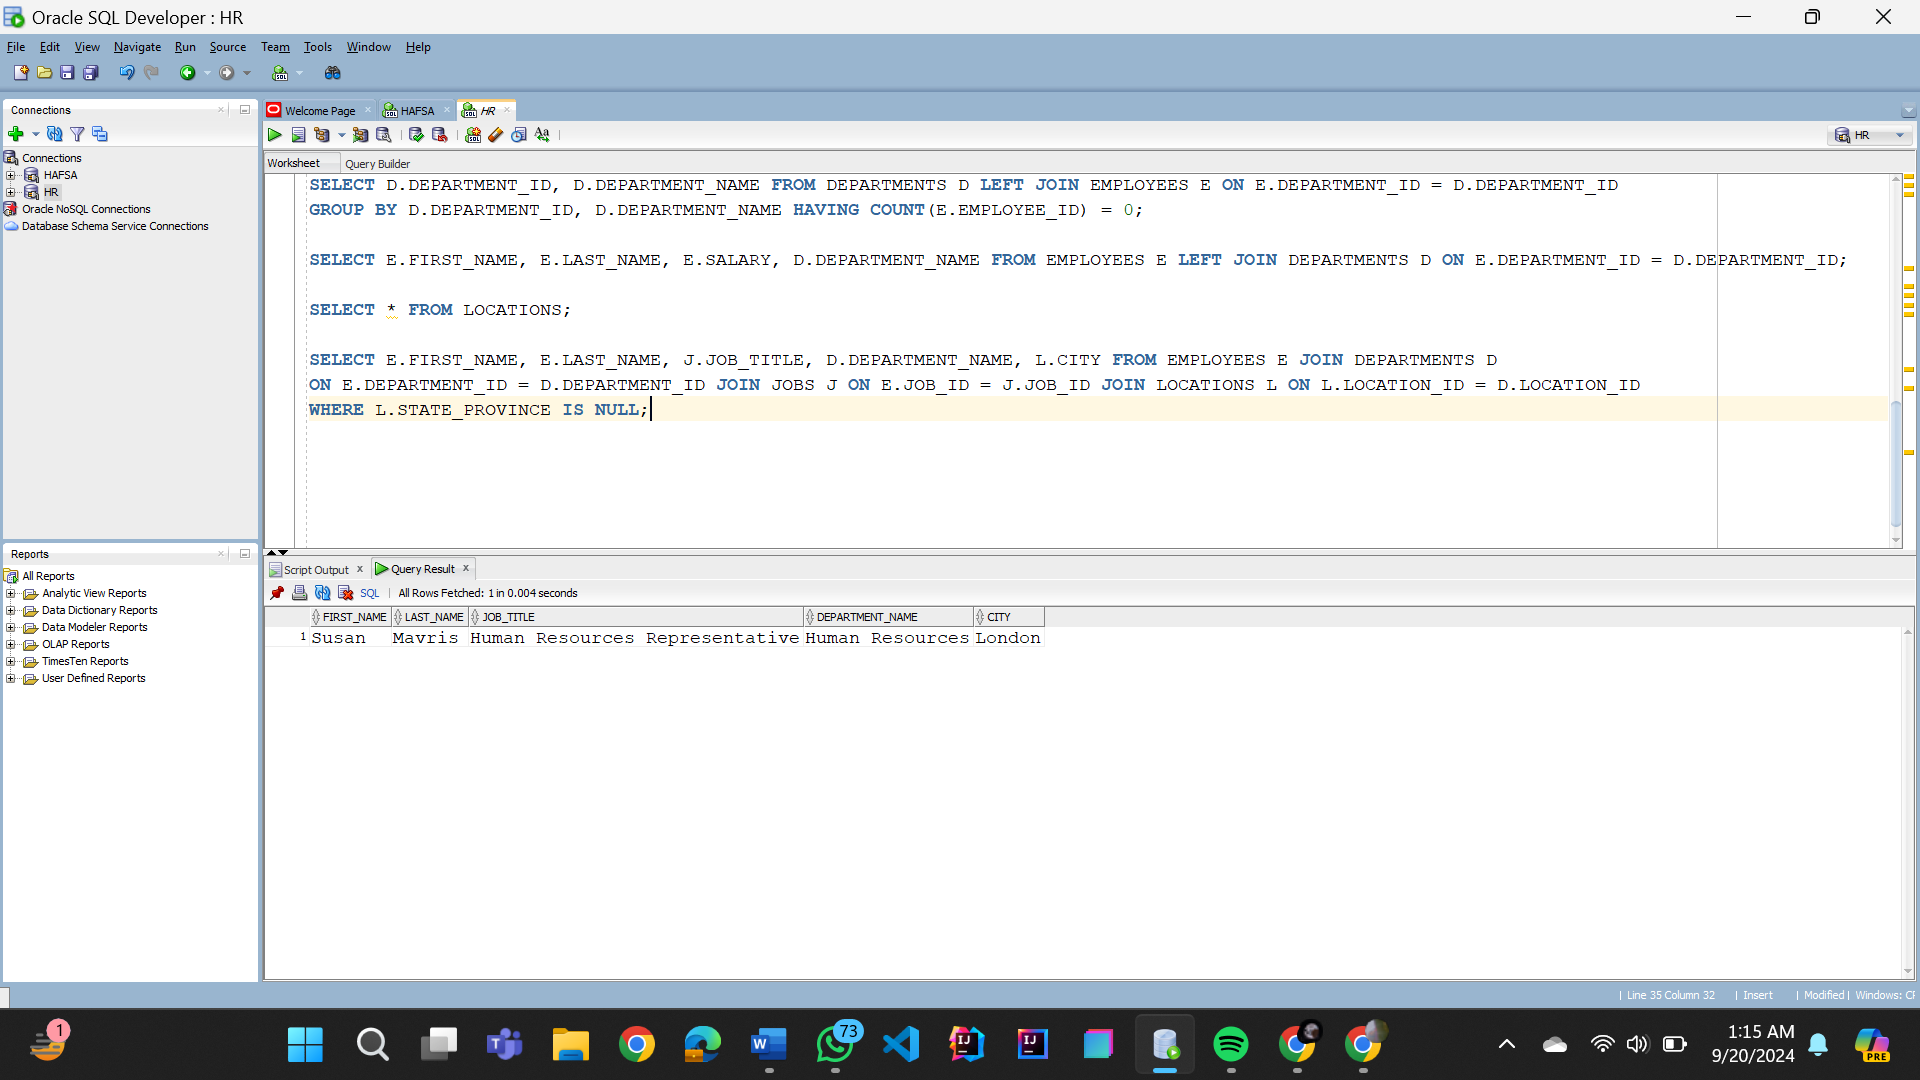 Oracle SQL Developer : HR
File Edit View Navigate Run Source Team Tools Window Help
Connections
Connections
HAFSA
HR
Oracle NoSQL Connections
Database Schema Service Connections
Reports
All Reports
Analytic View Reports
Data Dictionary Reports
Data Modeler Reports
OLAP Reports
TimesTen Reports
User Defined Reports
Welcome Page HAFSA HR
HR
Worksheet Query Builder
SELECT D.DEPARTMENT_ID, D.DEPARTMENT_NAME FROM DEPARTMENTS D LEFT JOIN EMPLOYEES E ON E.DEPARTMENT_ID = D.DEPARTMENT_ID
GROUP BY D.DEPARTMENT_ID, D.DEPARTMENT_NAME HAVING COUNT(E.EMPLOYEE_ID) = 0;
SELECT E.FIRST_NAME, E.LAST_NAME, E.SALARY, D.DEPARTMENT_NAME FROM EMPLOYEES E LEFT JOIN DEPARTMENTS D ON E.DEPARTMENT_ID = D.DEPARTMENT_ID;
SELECT * FROM LOCATIONS;
SELECT E.FIRST_NAME, E.LAST_NAME, J.JOB_TITLE, D.DEPARTMENT_NAME, L.CITY FROM EMPLOYEES E JOIN DEPARTMENTS D
ON E.DEPARTMENT_ID = D.DEPARTMENT_ID JOIN JOBS J ON E.JOB_ID = J.JOB_ID JOIN LOCATIONS L ON L.LOCATION_ID = D.LOCATION_ID
WHERE L.STATE_PROVINCE IS NULL;
Script Output Query Result
SQL All Rows Fetched: 1 in 0.004 seconds
FIRST_NAME LAST_NAME JOB_TITLE DEPARTMENT_NAME CITY
1 Susan Mavris Human Resources Representative Human Resources London
Line 35 Column 32 Insert Modified Windows: CF
1
73
1:15 AM
9/20/2024
PRE